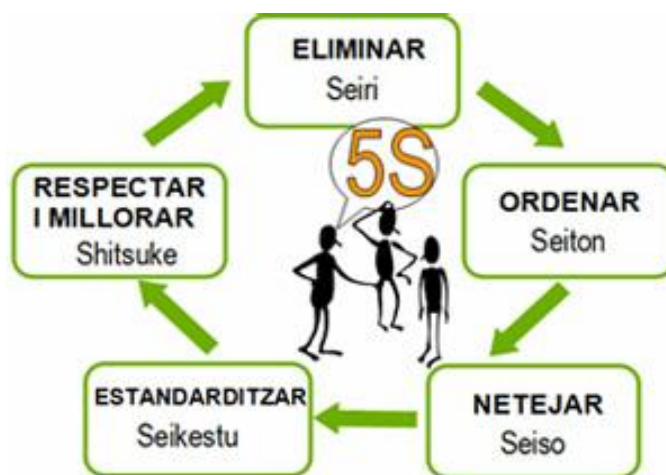 ELIMINAR
Seiri
5S
ORDENAR
Seiton
NETEJAR
Seiso
ESTANDARDITZAR
Seikestu
RESPECTAR
I MILLORAR
Shitsuke